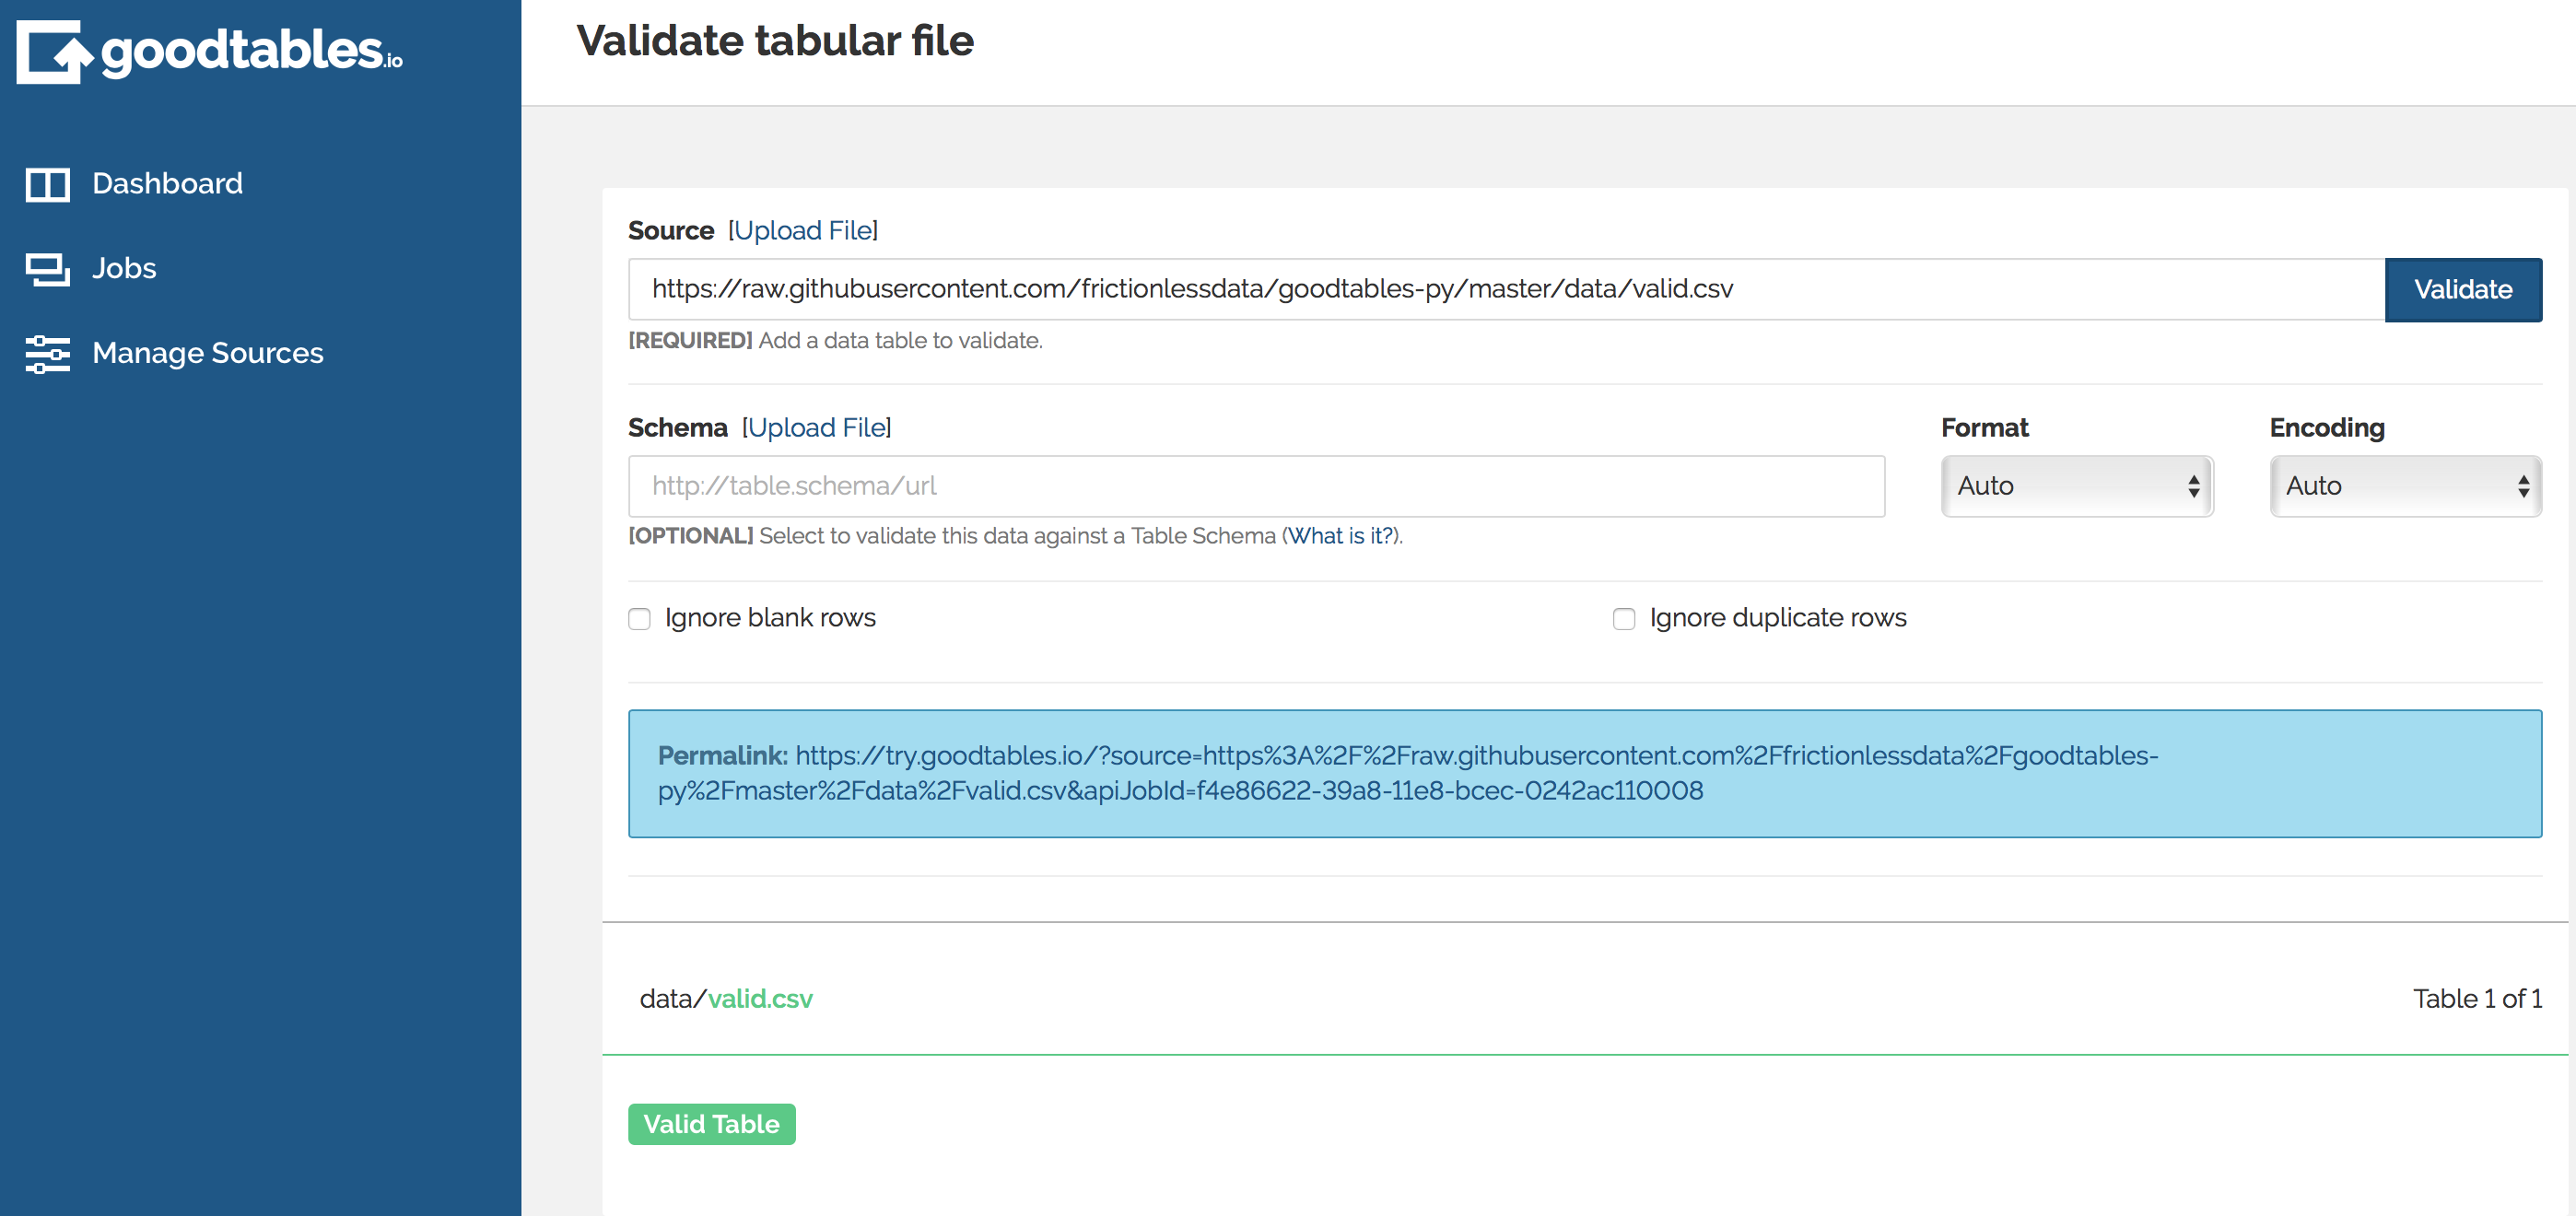 goodtables.io
Dashboard
Jobs
Manage Sources
Validate tabular file
Source [Upload File]
https://raw.githubusercontent.com/frictionlessdata/goodtables-py/master/data/valid.csv
Validate
[REQUIRED] Add a data table to validate.
Schema [Upload File]
Format
Encoding
http://table.schema/url
Auto
Auto
[OPTIONAL] Select to validate this data against a Table Schema (What is it?).
Ignore blank rows
Ignore duplicate rows
Permalink: https://try.goodtables.io/?source=https%3A%2F%2Fraw.githubusercontent.com%2Ffrictionlessdata%2Fgoodtables-
py%2Fmaster%2Fdata%2Fvalid.csv&apiJobId=f4e86622-39a8-11e8-bcec-0242ac110008
data/valid.csv
Table 1 of 1
Valid Table